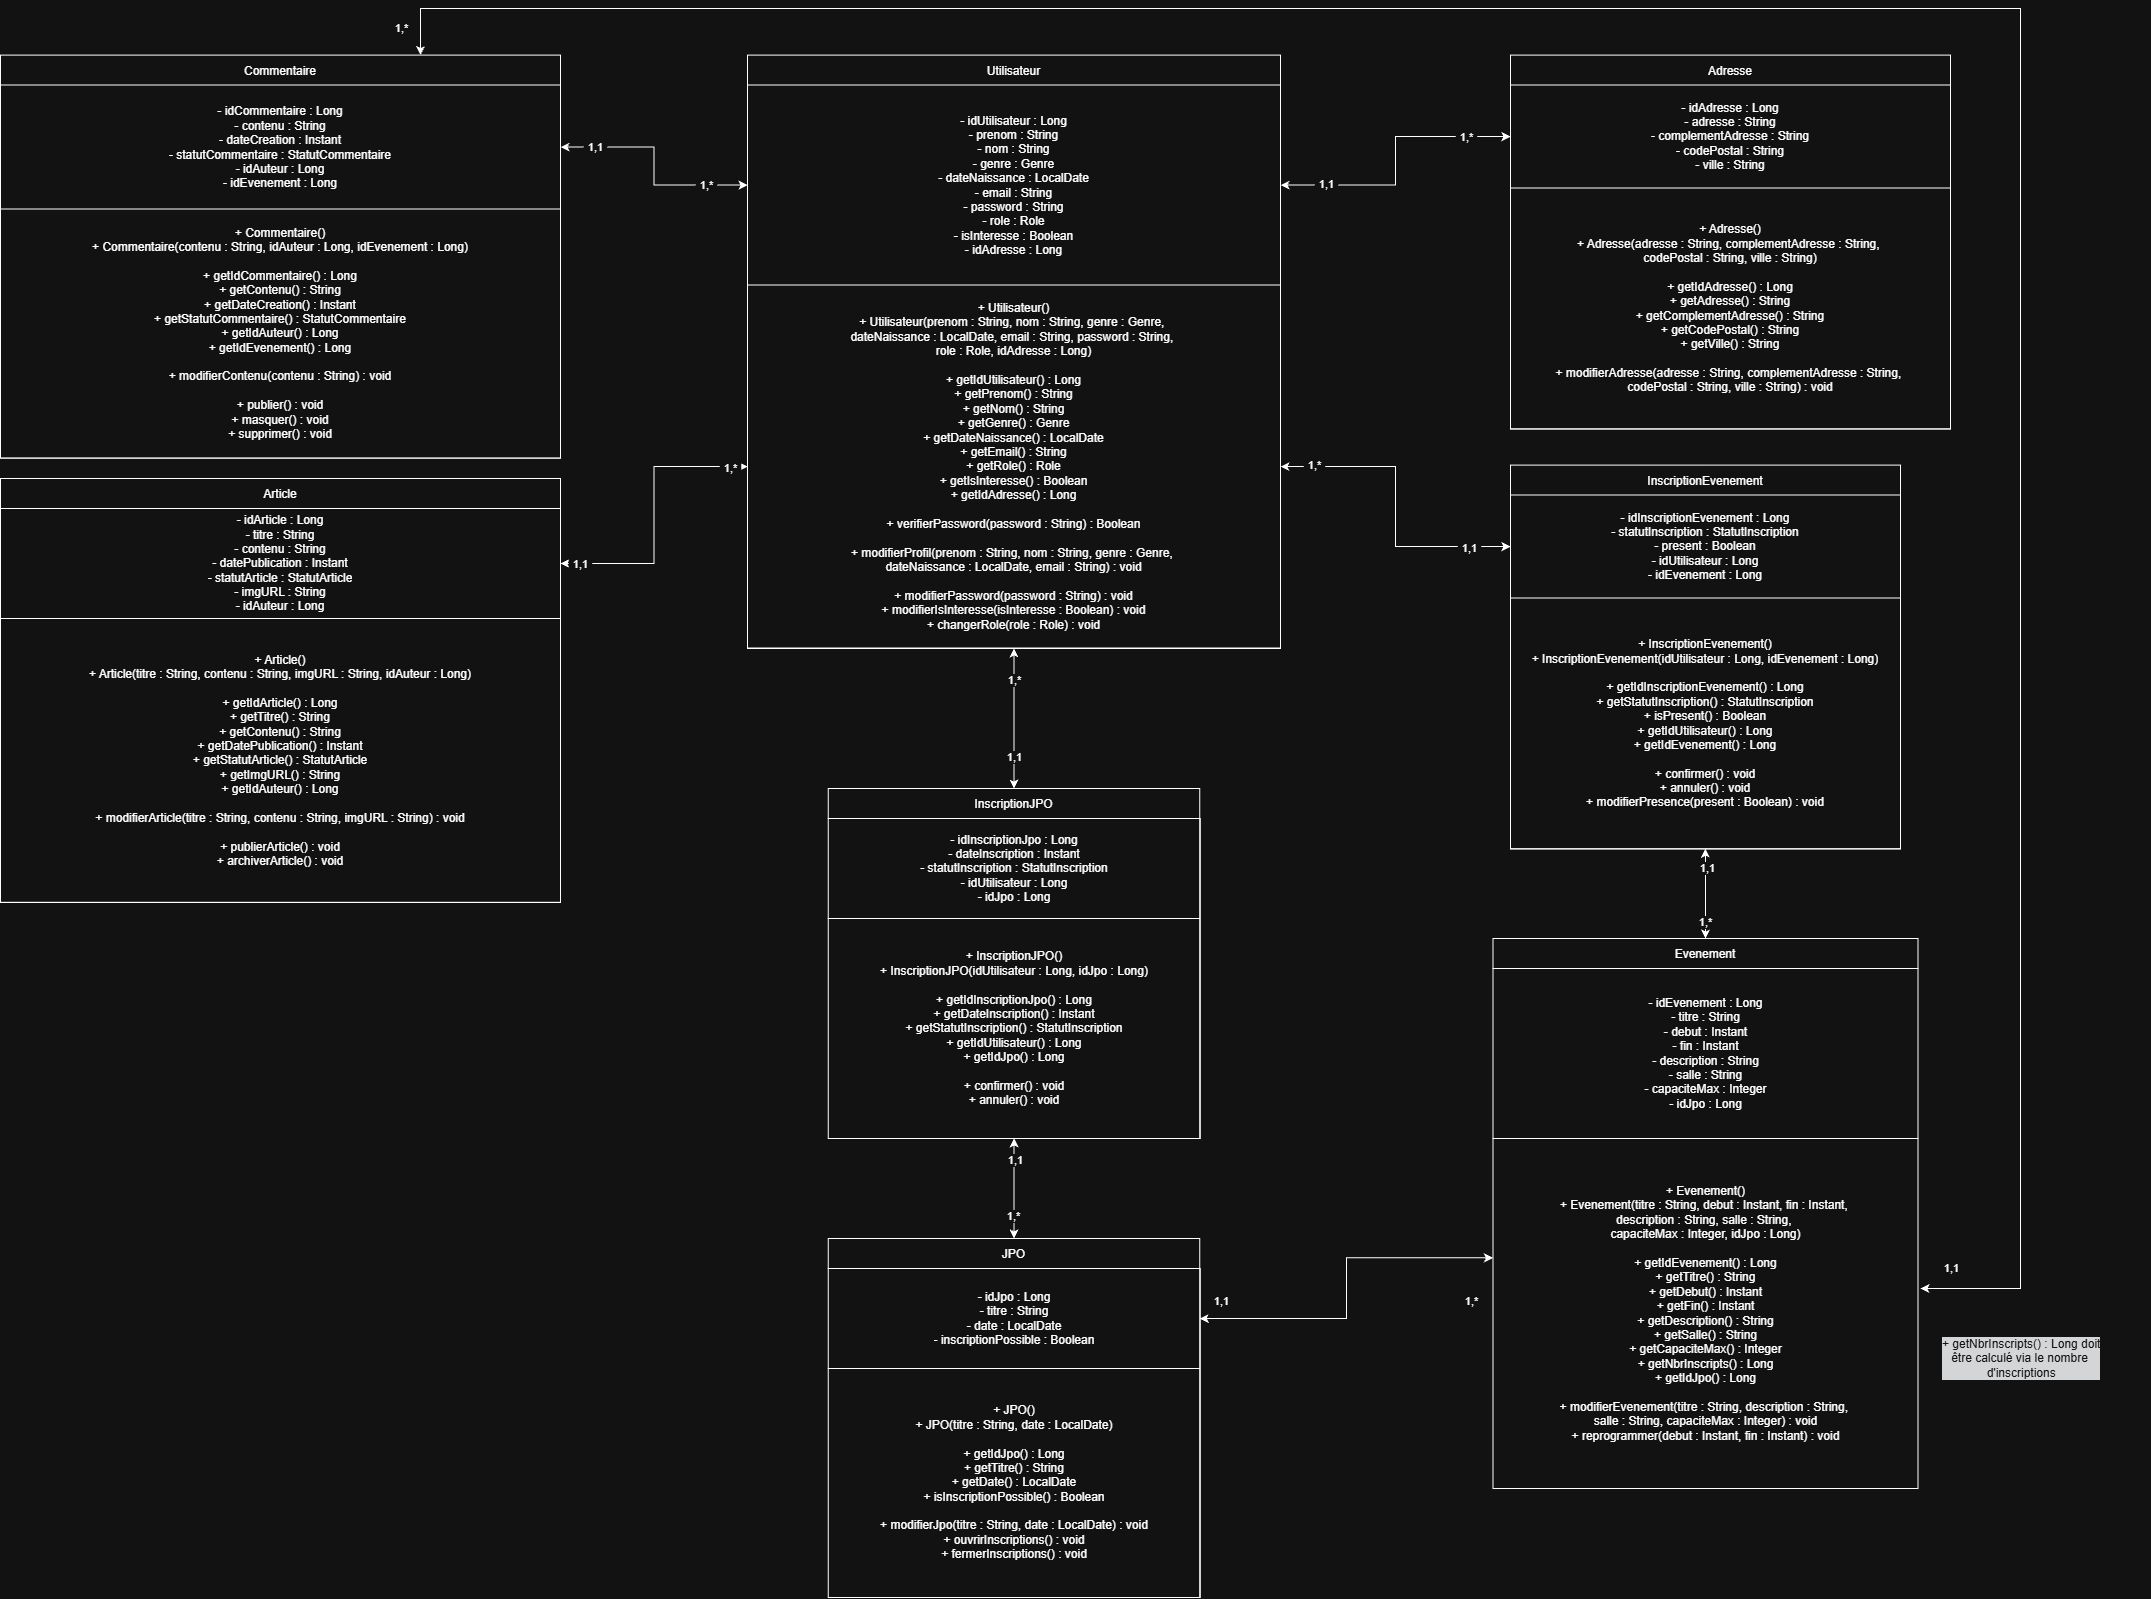 1,*
Commentaire
- idCommentaire : Long
- contenu : String
- dateCreation : Instant
- statutCommentaire : StatutCommentaire
- idAuteur : Long
- idEvenement : Long
+ Commentaire()
+ Commentaire(contenu : String, idAuteur : Long, idEvenement : Long)
+ getIdCommentaire() : Long
+ getContenu() : String
+ getDateCreation() : Instant
+ getStatutCommentaire() : StatutCommentaire
+ getIdAuteur() : Long
+ getIdEvenement() : Long
+ modifierContenu(contenu : String) : void
+ publier() : void
+ masquer() : void
+ supprimer() : void
1,1
1,*
Utilisateur
- idUtilisateur : Long
- prenom : String
- nom : String
- genre : Genre
- dateNaissance : LocalDate
- email : String
- password : String
- role : Role
- isInteresse : Boolean
- idAdresse : Long
+ Utilisateur()
+ Utilisateur(prenom : String, nom : String, genre : Genre,
dateNaissance : LocalDate, email : String, password : String,
role : Role, idAdresse : Long)
+ getIdUtilisateur() : Long
+ getPrenom() : String
+ getNom() : String
+ getGenre() : Genre
+ getDateNaissance() : LocalDate
+ getEmail() : String
+ getRole() : Role
+ getIsInteresse() : Boolean
+ getIdAdresse() : Long
+ verifierPassword(password : String) : Boolean
+ modifierProfil(prenom : String, nom : String, genre : Genre,
dateNaissance : LocalDate, email : String) : void
+ modifierPassword(password : String) : void
+ modifierIsInteresse(isInteresse : Boolean) : void
+ changerRole(role : Role) : void
1,1
1,*
Adresse
- idAdresse : Long
- adresse : String
- complementAdresse : String
- codePostal : String
- ville : String
+ Adresse()
+ Adresse(adresse : String, complementAdresse : String,
codePostal : String, ville : String)
+ getIdAdresse() : Long
+ getAdresse() : String
+ getComplementAdresse() : String
+ getCodePostal() : String
+ getVille() : String
+ modifierAdresse(adresse : String, complementAdresse : String,
codePostal : String, ville : String) : void
1,*
1,1
Article
- idArticle : Long
- titre : String
- contenu : String
- datePublication : Instant
- statutArticle : StatutArticle
- imgURL : String
- idAuteur : Long
+ Article()
+ Article(titre : String, contenu : String, imgURL : String, idAuteur : Long)
+ getIdArticle() : Long
+ getTitre() : String
+ getContenu() : String
+ getDatePublication() : Instant
+ getStatutArticle() : StatutArticle
+ getImgURL() : String
+ getIdAuteur() : Long
+ modifierArticle(titre : String, contenu : String, imgURL : String) : void
+ publierArticle() : void
+ archiverArticle() : void
1,*
1,1
InscriptionEvenement
- idInscriptionEvenement : Long
- statutInscription : StatutInscription
- present : Boolean
- idUtilisateur : Long
- idEvenement : Long
+ InscriptionEvenement()
+ InscriptionEvenement(idUtilisateur : Long, idEvenement : Long)
+ getIdInscriptionEvenement() : Long
+ getStatutInscription() : StatutInscription
+ isPresent() : Boolean
+ getIdUtilisateur() : Long
+ getIdEvenement() : Long
+ confirmer() : void
+ annuler() : void
+ modifierPresence(present : Boolean) : void
1,*
1,1
InscriptionJPO
- idInscriptionJpo : Long
- dateInscription : Instant
- statutInscription : StatutInscription
- idUtilisateur : Long
- idJpo : Long
+ InscriptionJPO()
+ InscriptionJPO(idUtilisateur : Long, idJpo : Long)
+ getIdInscriptionJpo() : Long
+ getDateInscription() : Instant
+ getStatutInscription() : StatutInscription
+ getIdUtilisateur() : Long
+ getIdJpo() : Long
+ confirmer() : void
+ annuler() : void
1,1
1,*
Evenement
- idEvenement : Long
- titre : String
- debut : Instant
- fin : Instant
- description : String
- salle : String
- capaciteMax : Integer
- idJpo : Long
+ Evenement()
+ Evenement(titre : String, debut : Instant, fin : Instant,
description : String, salle : String,
capaciteMax : Integer, idJpo : Long)
+ getIdEvenement() : Long
+ getTitre() : String
+ getDebut() : Instant
+ getFin() : Instant
+ getDescription() : String
+ getSalle() : String
+ getCapaciteMax() : Integer
+ getNbrInscripts() : Long
+ getIdJpo() : Long
+ modifierEvenement(titre : String, description : String,
salle : String, capaciteMax : Integer) : void
+ reprogrammer(debut : Instant, fin : Instant) : void
1,1
1,*
JPO
- idJpo : Long
- titre : String
- date : LocalDate
- inscriptionPossible : Boolean
+ JPO()
+ JPO(titre : String, date : LocalDate)
+ getIdJpo() : Long
+ getTitre() : String
+ getDate() : LocalDate
+ isInscriptionPossible() : Boolean
+ modifierJpo(titre : String, date : LocalDate) : void
+ ouvrirInscriptions() : void
+ fermerInscriptions() : void
1,1
1,*
1,1
+ getNbrInscripts() : Long doit
être calculé via le nombre
d'inscriptions